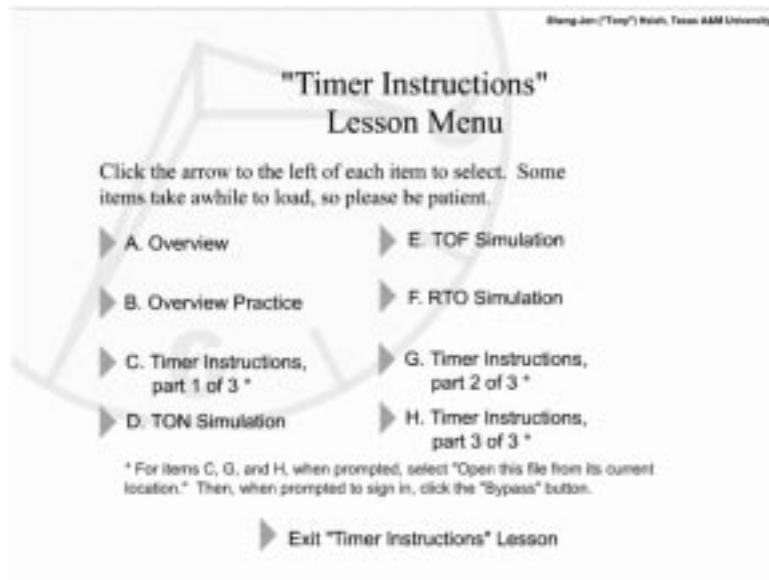 Sheng-Jen ("Tony") Hsieh, Texas A&M University
"Timer Instructions"
Lesson Menu
Click the arrow to the left of each item to select. Some
items take awhile to load, so please be patient.
A. Overview
B. Overview Practice
C. Timer Instructions,
part 1 of 3 *
D. TON Simulation
E. TOF Simulation
F. RTO Simulation
G. Timer Instructions,
part 2 of 3 *
H. Timer Instructions,
part 3 of 3 *
* For items C, G, and H, when prompted, select "Open this file from its current
location." Then, when prompted to sign in, click the "Bypass" button.
Exit "Timer Instructions" Lesson